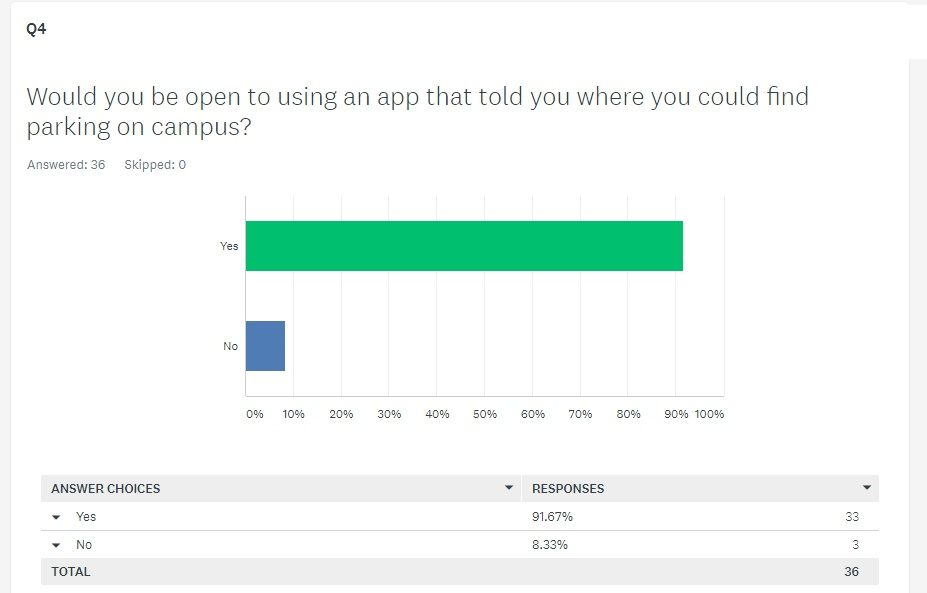 Q4
Would you be open to using an app that told you where you could find
parking on campus?
Answered: 36 Skipped: 0
Yes
No
0% 10% 20% 30% 40% 50% 60% 70% 80% 90% 100%
ANSWER CHOICES RESPONSES
Yes 91.67% 33
No 8.33% 3
TOTAL 36